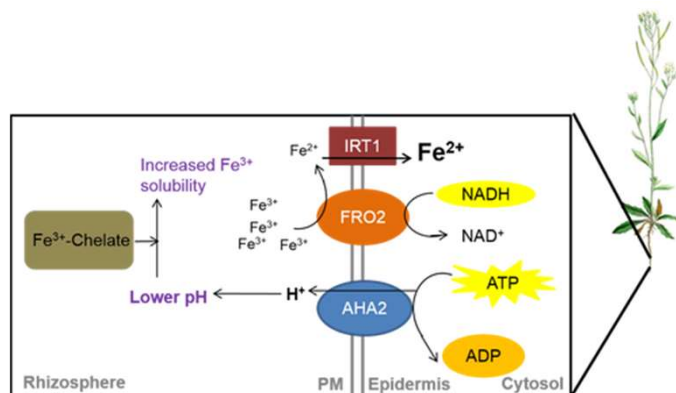 IRT1
Fe²⁺
Fe²⁺
Increased Fe³⁺
solubility
NADH
Fe³⁺
FRO2
Fe³⁺
Fe³⁺ Fe³⁺
Fe³⁺-Chelate
NAD⁺
ATP
Lower pH
H⁺
AHA2
ADP
Rhizosphere
PM
Epidermis
Cytosol